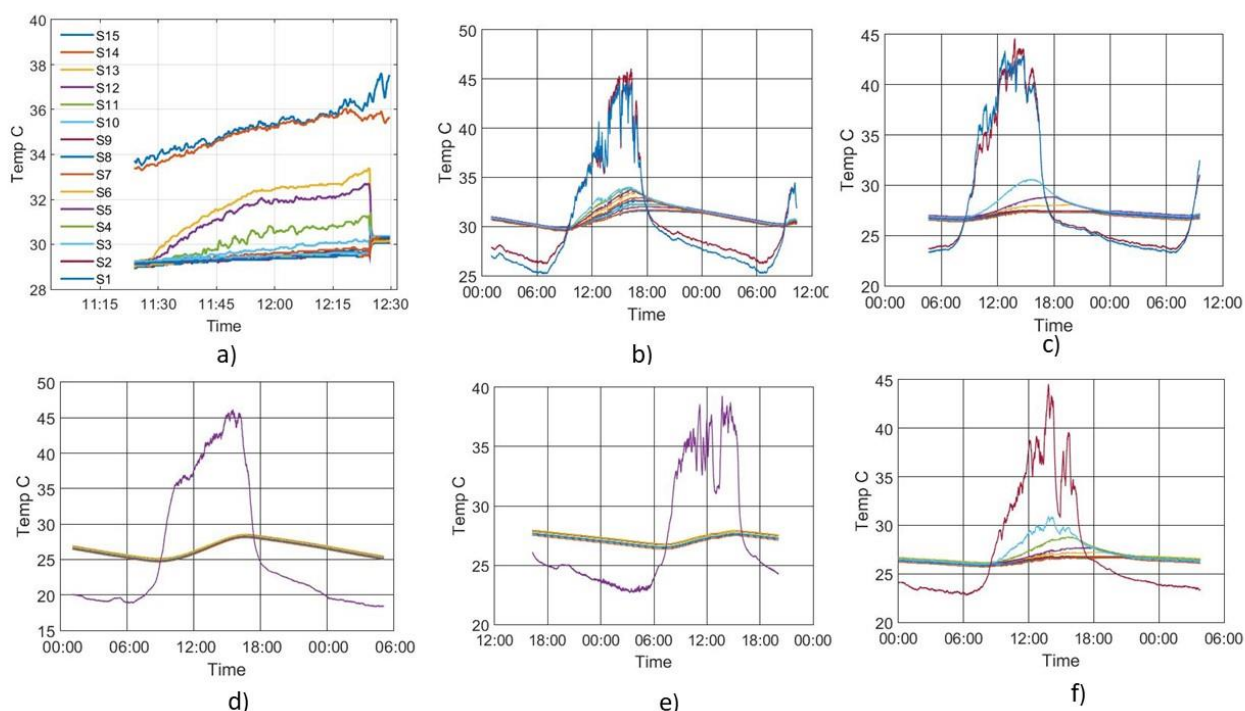 40
38
36
34
32
30
28
Temp C
S15
S14
S13
S12
S11
S10
S9
S8
S7
S6
S5
S4
S3
S2
S1
11:15 11:30 11:45 12:00 12:15 12:30
Time
a)
50
45
40
35
30
25
Temp C
00:00 06:00 12:00 18:00 00:00 06:00 12:00
Time
b)
45
40
35
30
25
20
Temp C
00:00 06:00 12:00 18:00 00:00 06:00 12:00
Time
c)
50
45
40
35
30
25
20
15
Temp C
00:00 06:00 12:00 18:00 00:00 06:00
Time
d)
40
35
30
25
20
Temp C
12:00 18:00 00:00 06:00 12:00 18:00 00:00
Time
e)
45
40
35
30
25
20
Temp C
00:00 06:00 12:00 18:00 00:00 06:00
Time
f)